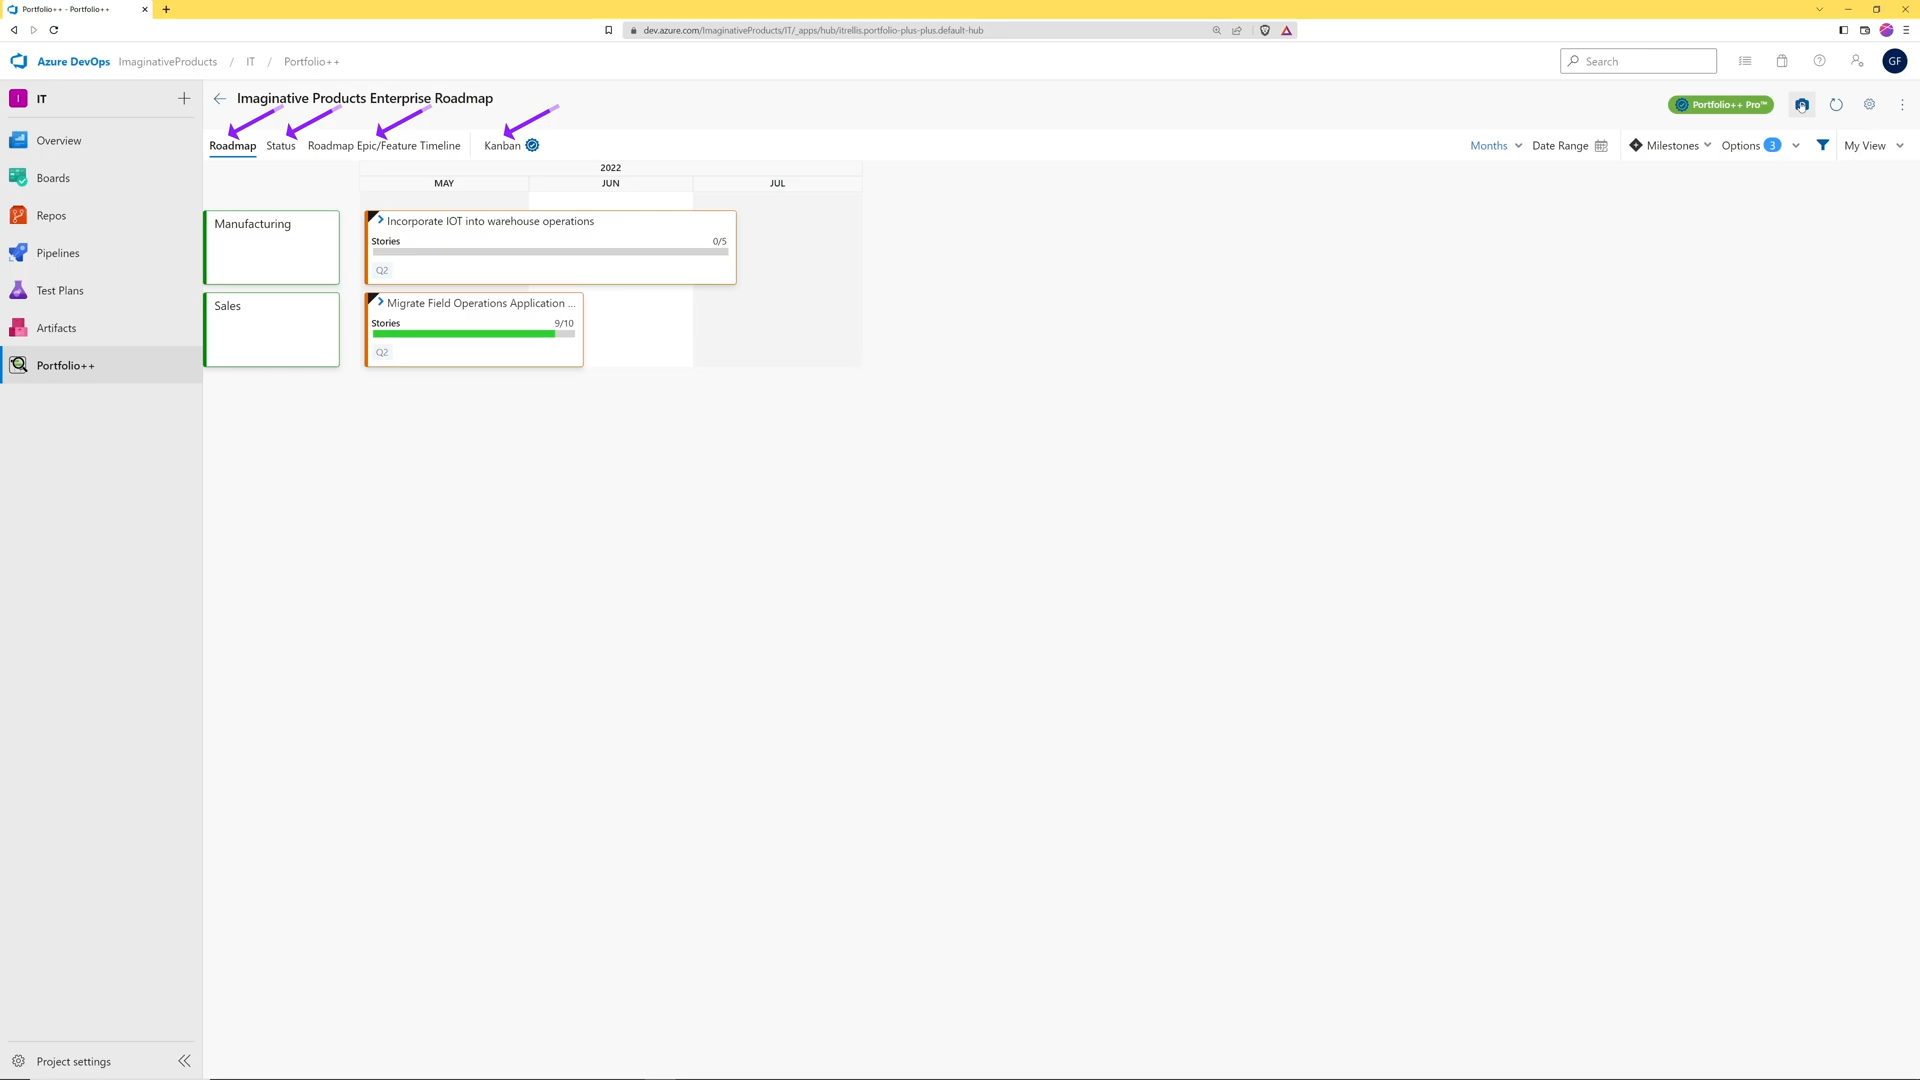 Portfolio++ - Portfolio++
dev.azure.com/ImaginativeProducts/IT/_apps/hub/itrellis.portfolio-plus-plus.default-hub
Azure DevOps ImaginativeProducts / IT / Portfolio++
Search
GF
I IT
Imaginative Products Enterprise Roadmap
Portfolio++ Pro™
Overview
Boards
Repos
Pipelines
Test Plans
Artifacts
Portfolio++
Roadmap Status Roadmap Epic/Feature Timeline Kanban
Months Date Range Milestones Options 3 My View
2022
MAY JUN JUL
Manufacturing
Incorporate IOT into warehouse operations
Stories 0/5
Q2
Sales
Migrate Field Operations Application ...
Stories 9/10
Q2
Project settings